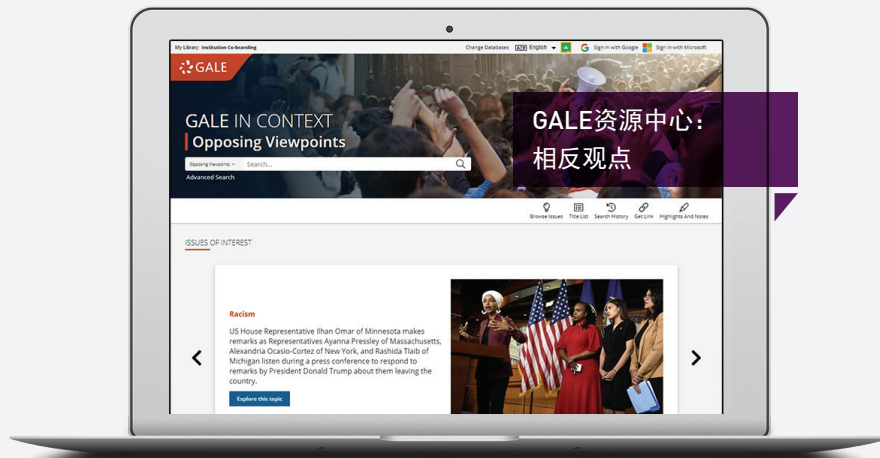 My Library: Institution Co-branding
Change Databases
English
Sign in with Google
Sign in with Microsoft
GALE
GALE IN CONTEXT
Opposing Viewpoints
Opposing Viewpoints
Search...
Advanced Search
GALE资源中心:
相反观点
Browse Issues
Title List
Search History
Get Link
Highlights And Notes
ISSUES OF INTEREST
Racism
US House Representative Ilhan Omar of Minnesota makes
remarks as Representatives Ayanna Pressley of Massachusetts,
Alexandria Ocasio-Cortez of New York, and Rashida Tlaib of
Michigan listen during a press conference to respond to
remarks by President Donald Trump about them leaving the
country.
Explore this topic